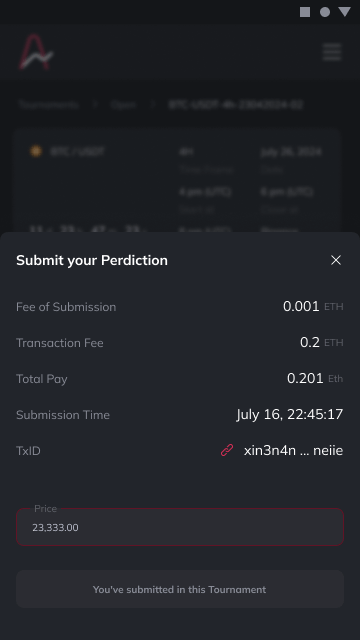 Tournaments
Open
BTC-USDT-4h-23042024-02
BTC / USDT
4H
July 26, 2024
4 pm (UTC)
6 pm (UTC)
Submit your Perdiction
Fee of Submission
0.001 ETH
Transaction Fee
0.2 ETH
Total Pay
0.201 Eth
Submission Time
July 16, 22:45:17
TxID
xin3n4n ... neiie
Price
23,333.00
You've submitted in this Tournament